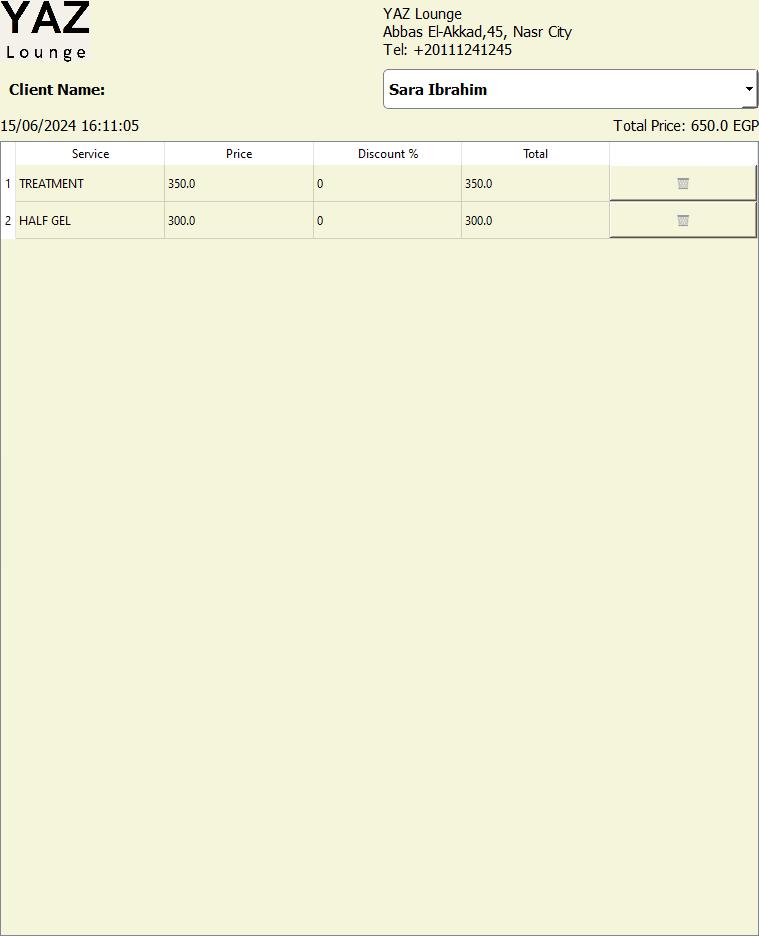 YAZ
Lounge
YAZ Lounge
Abbas El-Akkad,45, Nasr City
Tel: +20111241245
Client Name: Sara Ibrahim
15/06/2024 16:11:05 Total Price: 650.0 EGP
Service Price Discount % Total
1 TREATMENT 350.0 0 350.0
2 HALF GEL 300.0 0 300.0